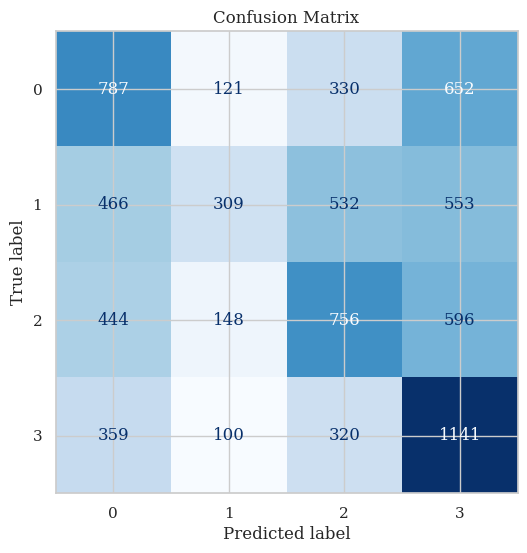 Confusion Matrix
0 787 121 330 652
1 466 309 532 553
2 444 148 756 596
3 359 100 320 1141
0 1 2 3
Predicted label
True label